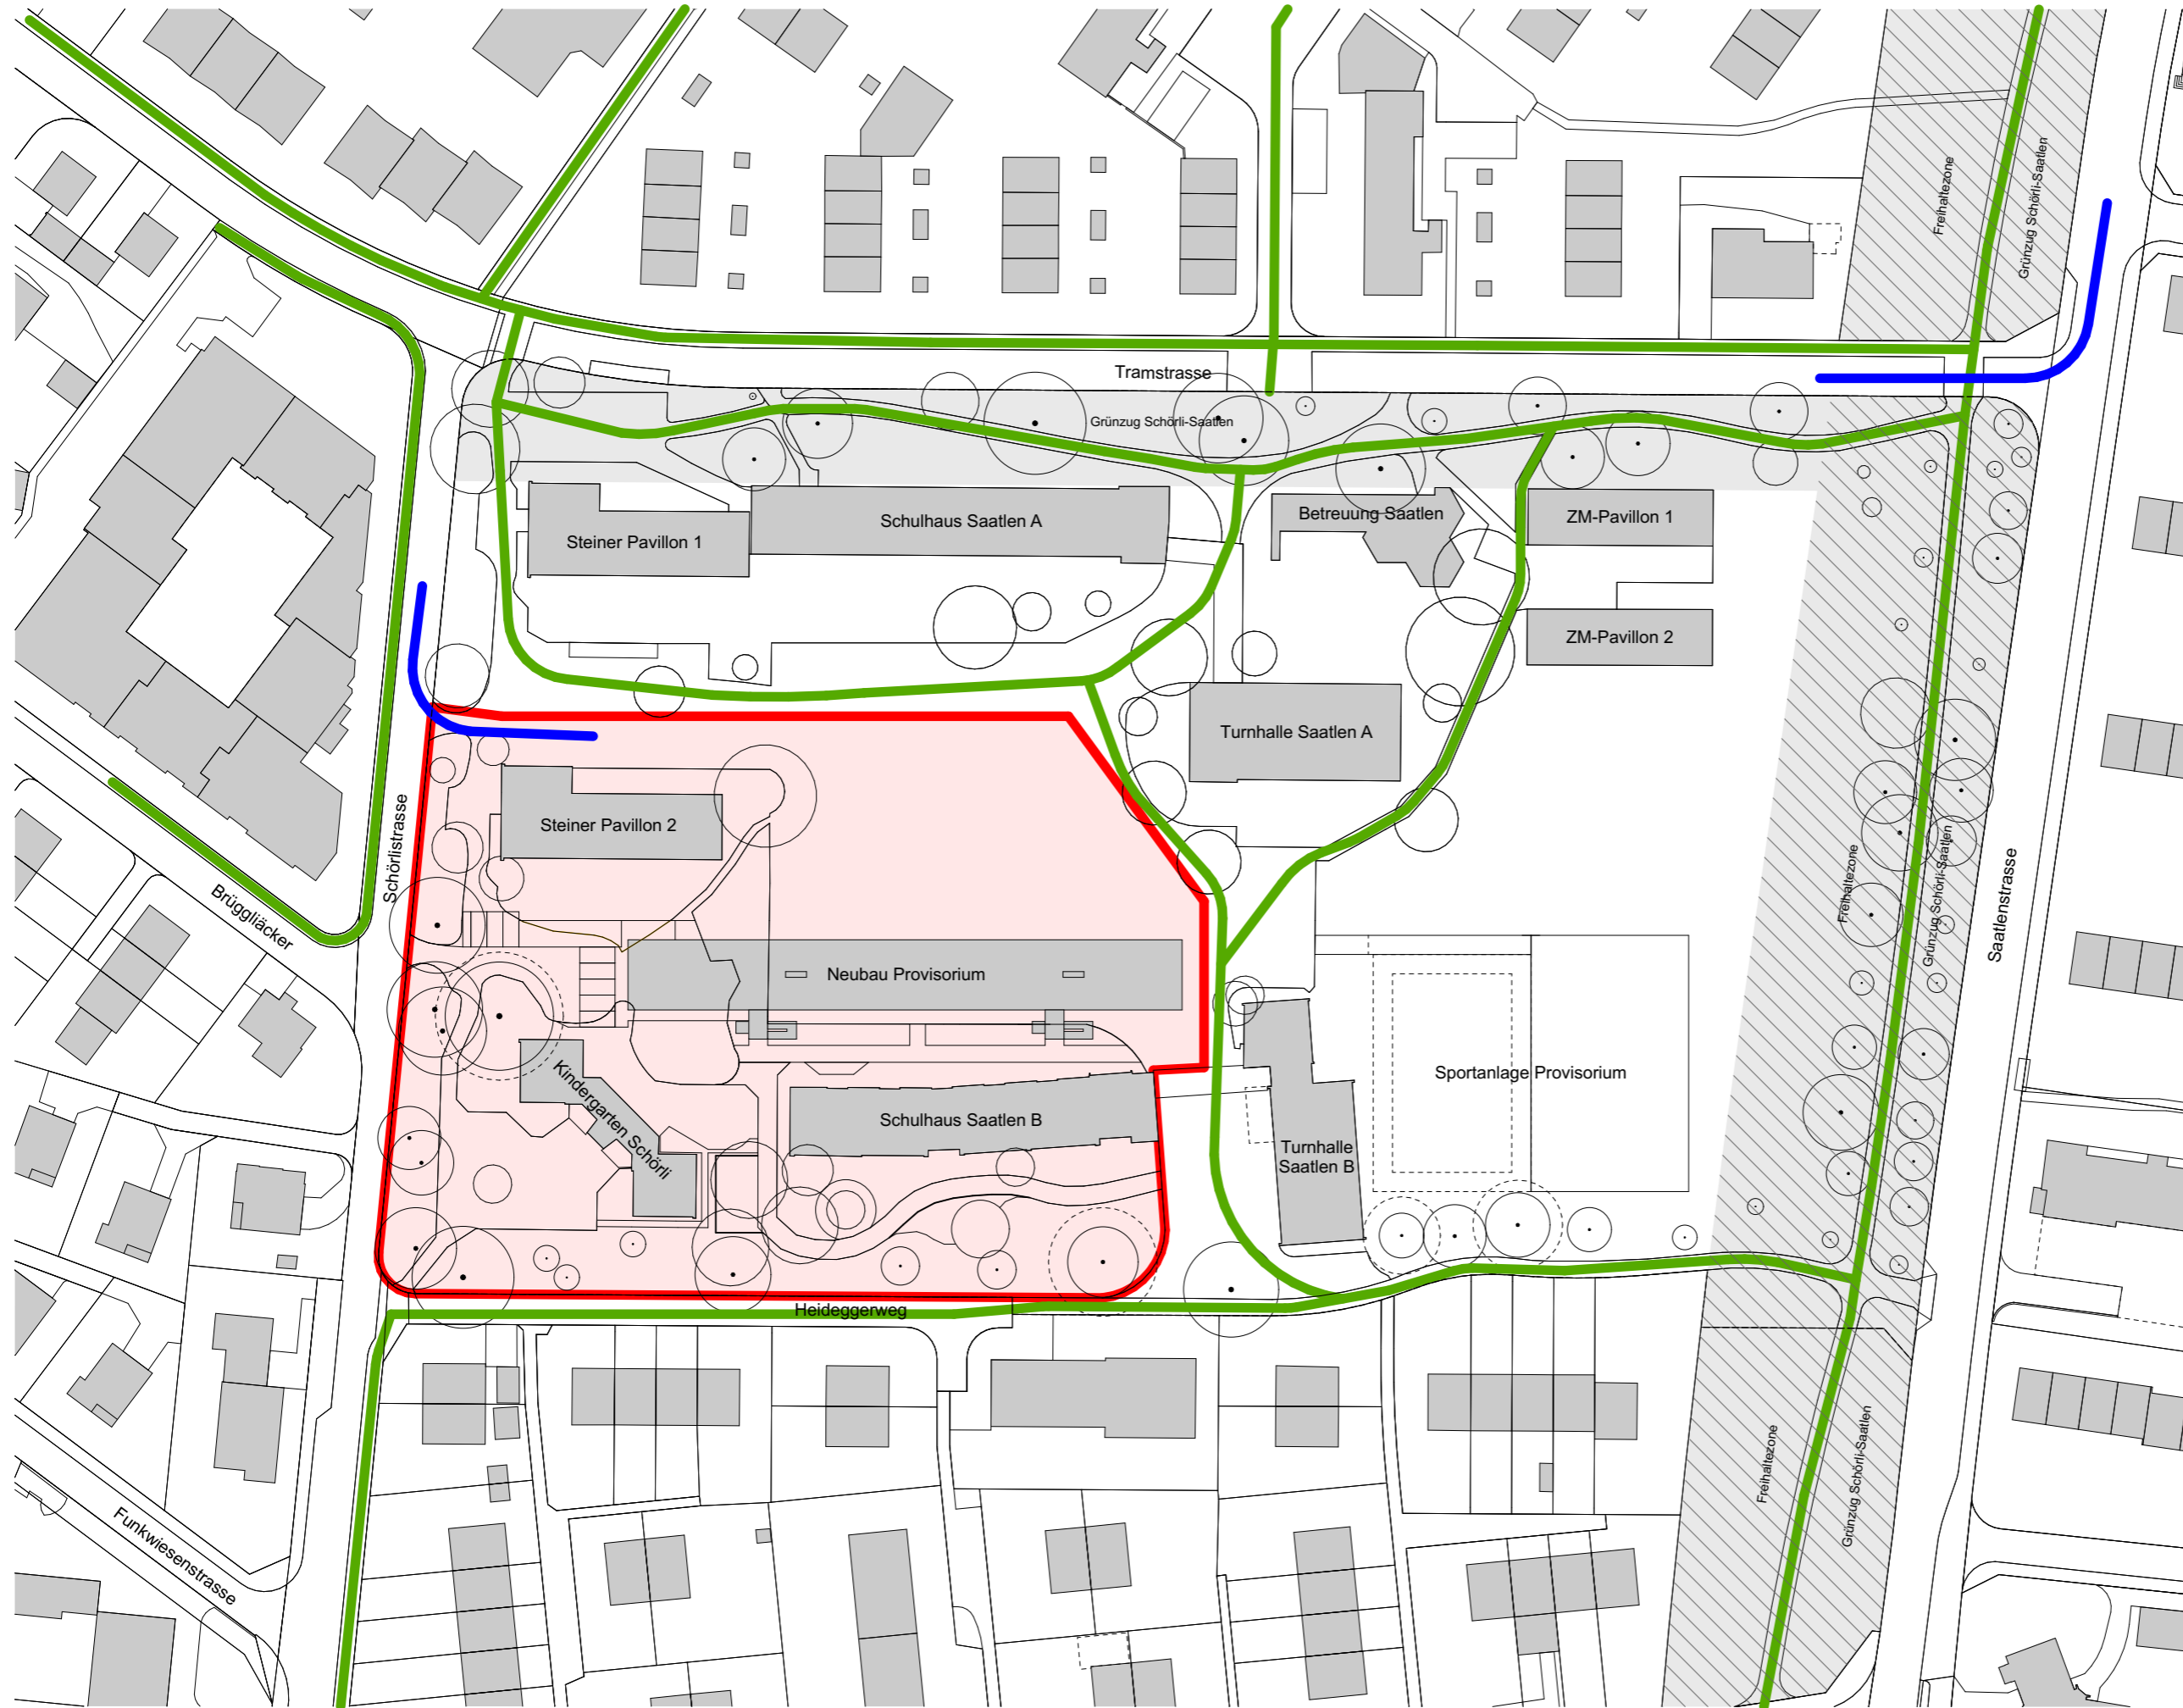 Freihaltezone
Grünzug Schörli-Saatlen
Tramstrasse
Grünzug Schörli-Saatlen
Schulhaus Saatlen A
Betreuung Saatlen
ZM-Pavillon 1
Steiner Pavillon 1
ZM-Pavillon 2
Turnhalle Saatlen A
Steiner Pavillon 2
Schörlistrasse
Brüggliäcker
Freihaltezone
Grünzug Schörli-Saatlen
Saatlenstrasse
Neubau Provisorium
Sportanlage Provisorium
Kindergarten Schörli
Schulhaus Saatlen B
Turnhalle
Saatlen B
Heideggerweg
Freihaltezone
Grünzug Schörli-Saatlen
Funkwiesenstrasse